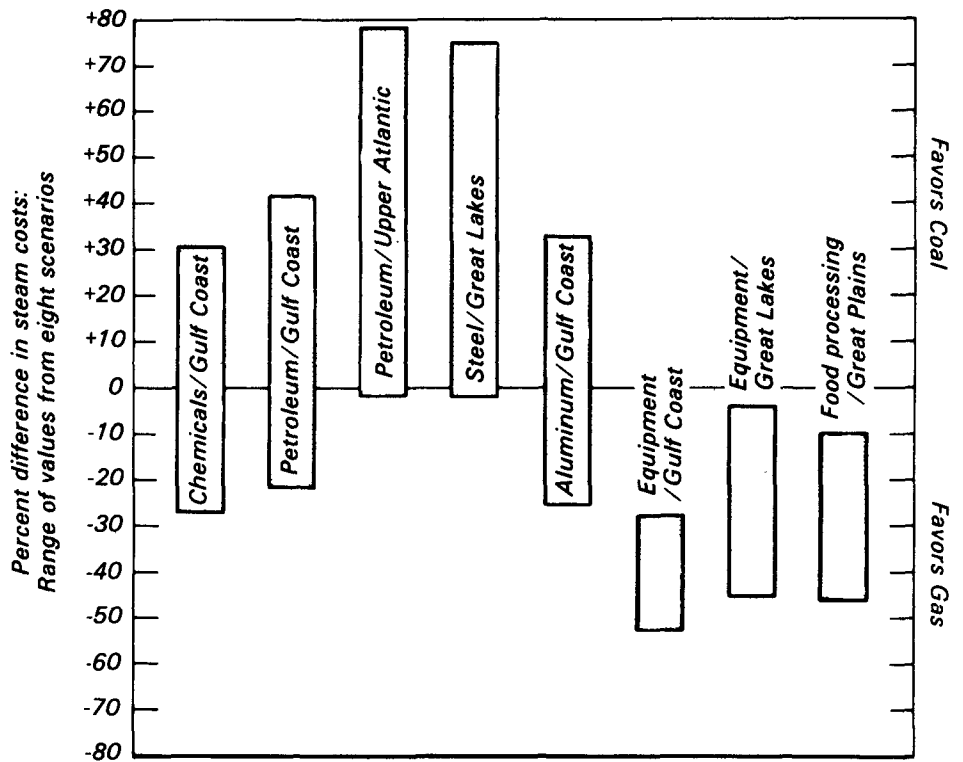 Percent difference in steam costs:
Range of values from eight scenarios
+80
+70
+60
+50
+40
+30
+20
+10
0
-10
-20
-30
-40
-50
-60
-70
-80
Chemicals/Gulf Coast
Petroleum/Gulf Coast
Petroleum/Upper Atlantic
Steel/Great Lakes
Aluminum/Gulf Coast
Equipment
/Gulf Coast
Equipment/
Great Lakes
Food processing
/Great Plains
Favors Coal
Favors Gas